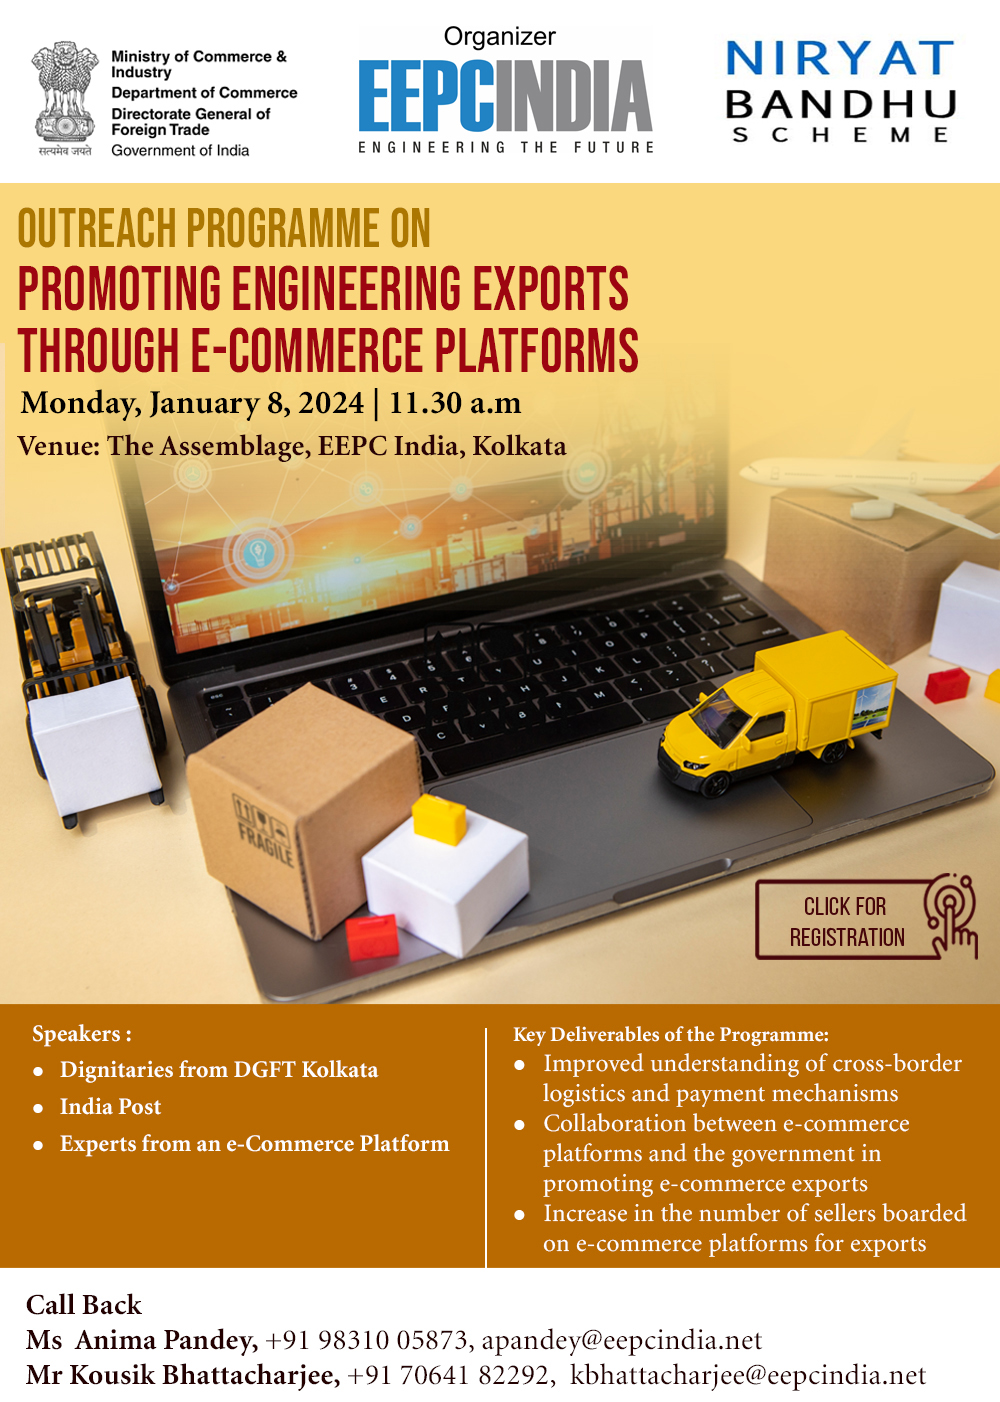 सत्यमेव जयते
Ministry of Commerce &
Industry
Department of Commerce
Directorate General of
Foreign Trade
Government of India
Organizer
EEPCINDIA
ENGINEERING THE FUTURE
NIRYAT
BANDHU
SCHEME
OUTREACH PROGRAMME ON
PROMOTING ENGINEERING EXPORTS
THROUGH E-COMMERCE PLATFORMS
Monday, January 8, 2024 | 11.30 a.m
Venue: The Assemblage, EEPC India, Kolkata
FRAGILE
CLICK FOR
REGISTRATION
Speakers :
● Dignitaries from DGFT Kolkata
● India Post
● Experts from an e-Commerce Platform
Key Deliverables of the Programme:
● Improved understanding of cross-border
logistics and payment mechanisms
● Collaboration between e-commerce
platforms and the government in
promoting e-commerce exports
● Increase in the number of sellers boarded
on e-commerce platforms for exports
Call Back
Ms  Anima Pandey, +91 98310 05873, apandey@eepcindia.net
Mr Kousik Bhattacharjee, +91 70641 82292,  kbhattacharjee@eepcindia.net